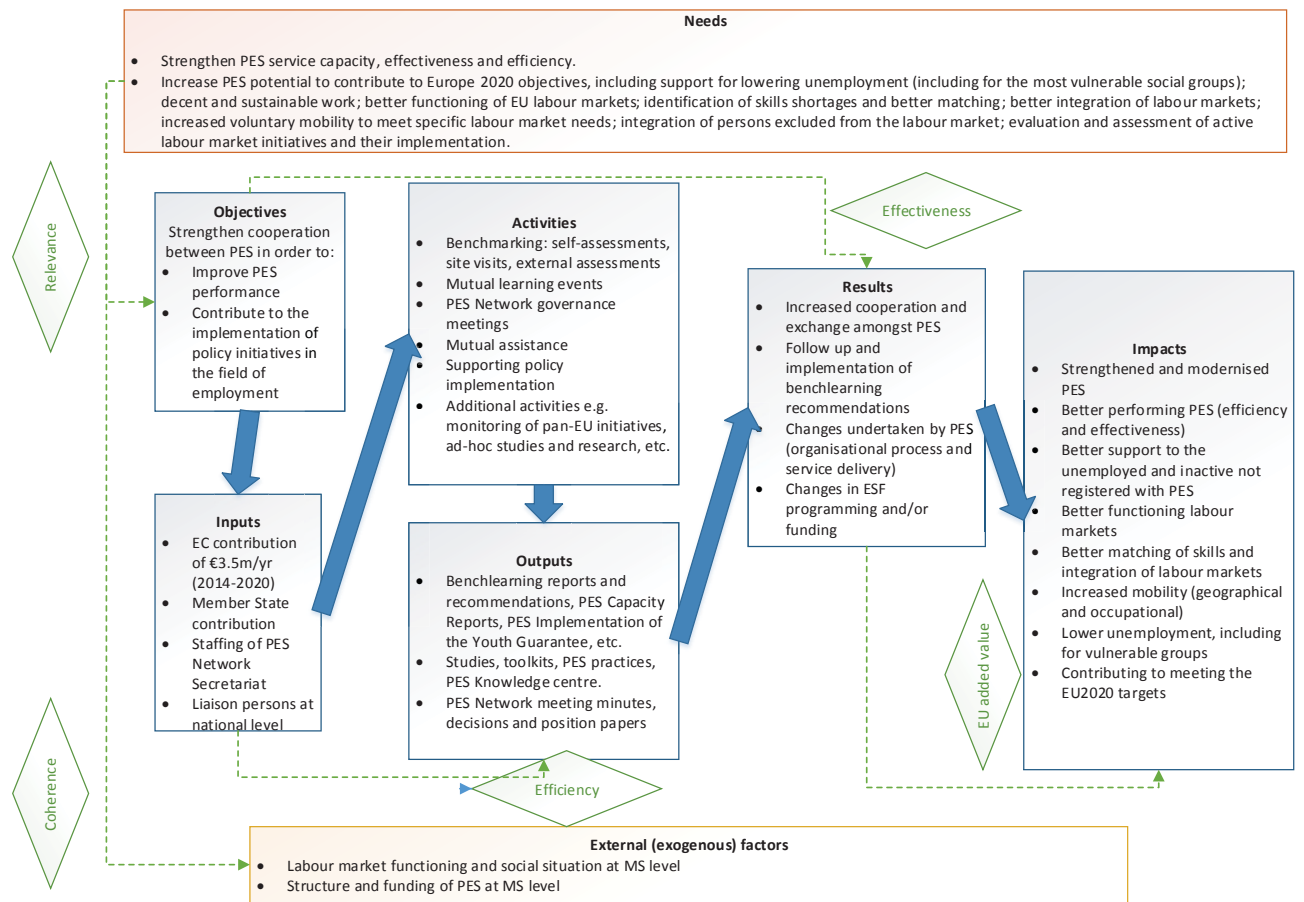 Needs
• Strengthen PES service capacity, effectiveness and efficiency.
• Increase PES potential to contribute to Europe 2020 objectives, including support for lowering unemployment (including for the most vulnerable social groups);
decent and sustainable work; better functioning of EU labour markets; identification of skills shortages and better matching; better integration of labour markets;
increased voluntary mobility to meet specific labour market needs; integration of persons excluded from the labour market; evaluation and assessment of active
labour market initiatives and their implementation.
Relevance
Objectives
Strengthen cooperation
between PES in order to:
• Improve PES
performance
• Contribute to the
implementation of
policy initiatives in
the field of
employment
Inputs
• EC contribution
of €3.5m/yr
(2014-2020)
• Member State
contribution
• Staffing of PES
Network
Secretariat
• Liaison persons at
national level
Activities
• Benchmarking: self-assessments,
site visits, external assessments
• Mutual learning events
• PES Network governance
meetings
• Mutual assistance
• Supporting policy
implementation
• Additional activities e.g.
monitoring of pan-EU initiatives,
ad-hoc studies and research, etc.
Outputs
• Benchlearning reports and
recommendations, PES Capacity
Reports, PES Implementation of
the Youth Guarantee, etc.
• Studies, toolkits, PES practices,
PES Knowledge centre.
• PES Network meeting minutes,
decisions and position papers
Efficiency
Effectiveness
Results
• Increased cooperation and
exchange amongst PES
• Follow up and
implementation of
benchlearning
recommendations
• Changes undertaken by PES
(organisational process and
service delivery)
• Changes in ESF
programming and/or
funding
EU added value
Impacts
• Strengthened and modernised
PES
• Better performing PES (efficiency
and effectiveness)
• Better support to the
unemployed and inactive not
registered with PES
• Better functioning labour
markets
• Better matching of skills and
integration of labour markets
• Increased mobility (geographical
and occupational)
• Lower unemployment, including
for vulnerable groups
• Contributing to meeting the
EU2020 targets
Coherence
External (exogenous) factors
• Labour market functioning and social situation at MS level
• Structure and funding of PES at MS level